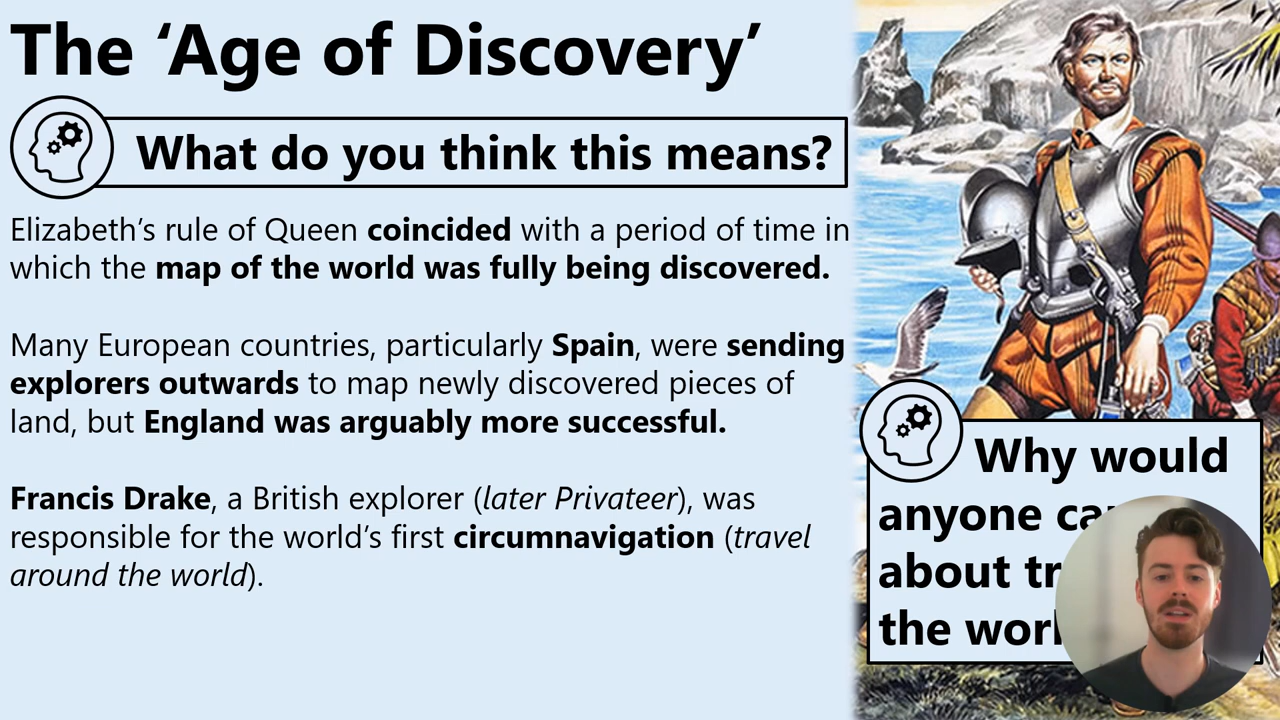 The ‘Age of Discovery’
What do you think this means?
Elizabeth’s rule of Queen coincided with a period of time in
which the map of the world was fully being discovered.
Many European countries, particularly Spain, were sending
explorers outwards to map newly discovered pieces of
land, but England was arguably more successful.
Francis Drake, a British explorer (later Privateer), was
responsible for the world’s first circumnavigation (travel
around the world).
Why would
anyone
about
the